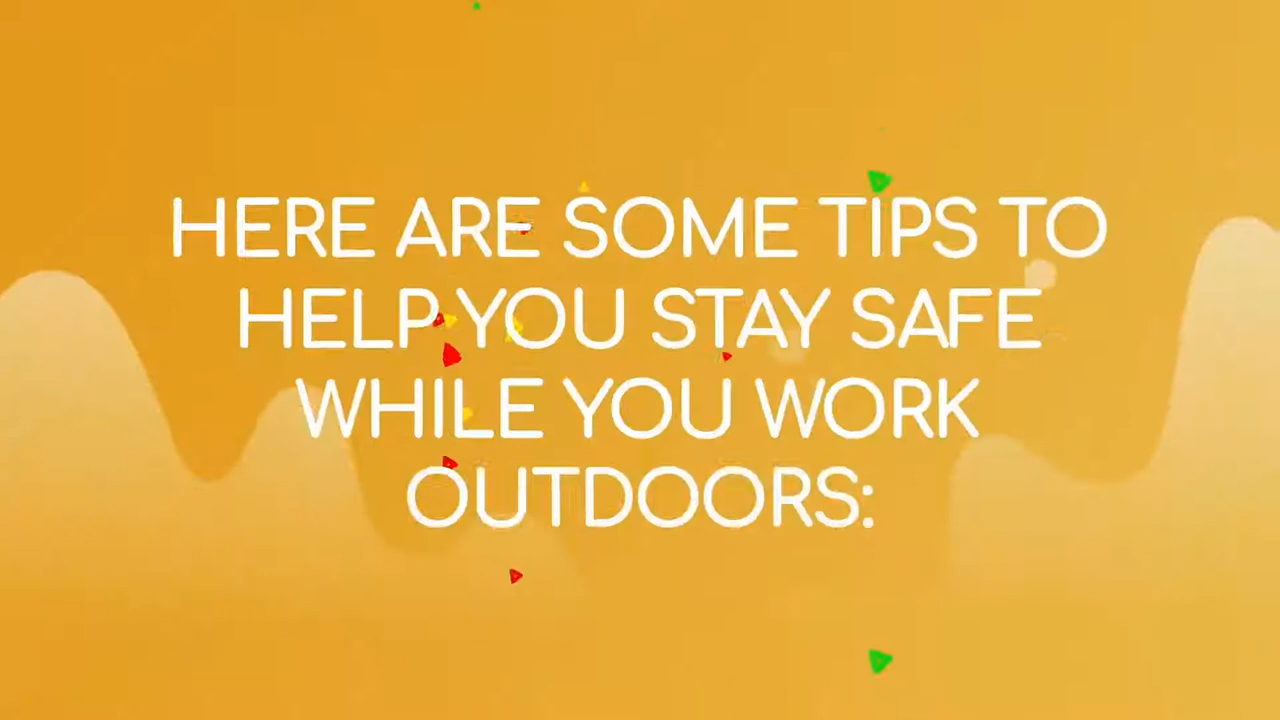 HERE ARE SOME TIPS TO
HELP YOU STAY SAFE
WHILE YOU WORK
OUTDOORS: